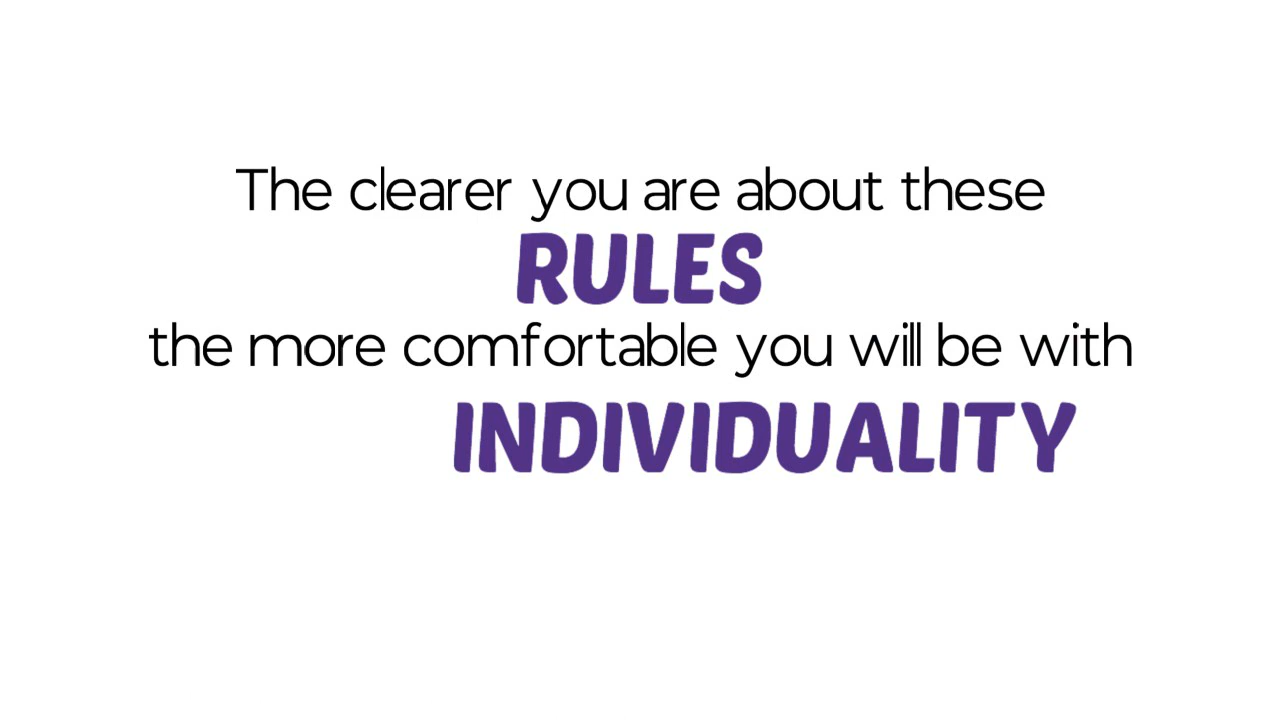 The clearer you are about these
RULES
the more comfortable you will be with
INDIVIDUALITY